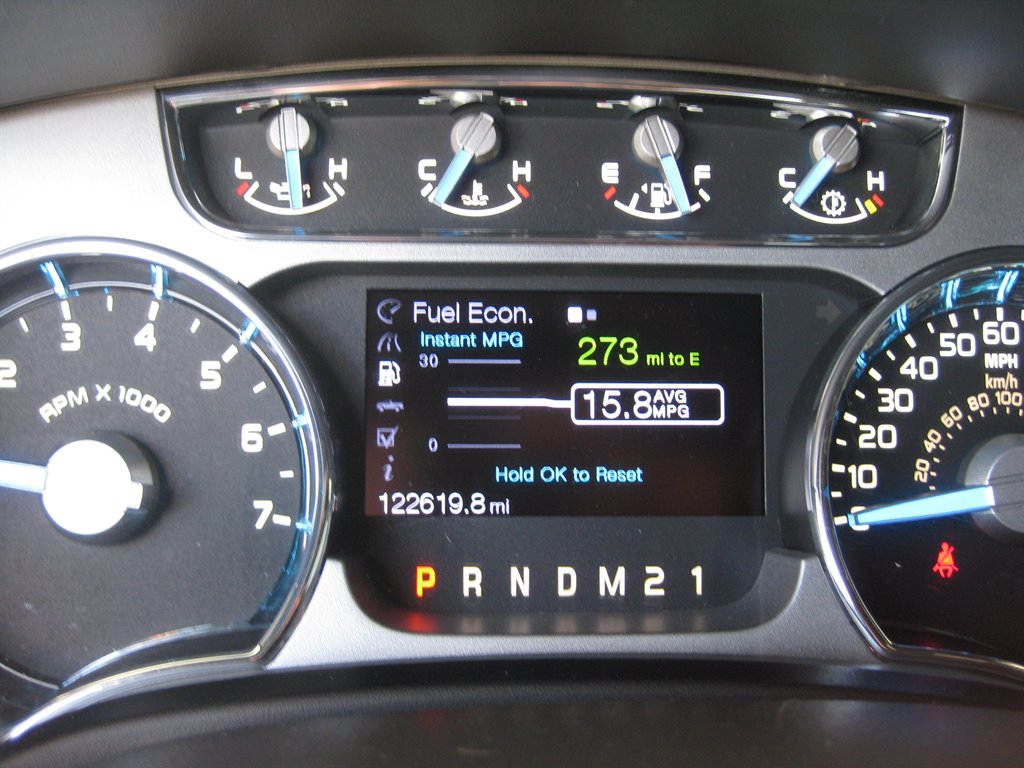 L H
C H
E F
C H
2 3 4 5 6 7
RPM X 1000
Fuel Econ.
Instant MPG
30
0
273 mi to E
15.8 AVG MPG
Hold OK to Reset
122619.8 mi
P R N D M 2 1
0 10 20 30 40 50 60
MPH
km/h
20 40 60 80 100